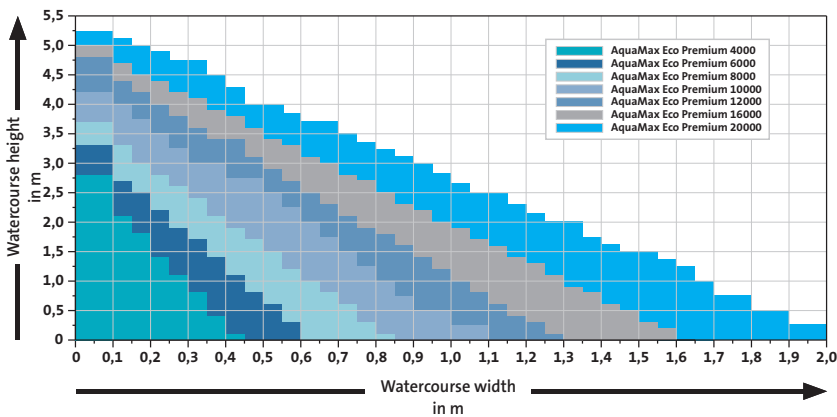 5,5
5,0
4,5
4,0
3,5
3,0
2,5
2,0
1,5
1,0
0,5
0
Watercourse height
in m
AquaMax Eco Premium 4000
AquaMax Eco Premium 6000
AquaMax Eco Premium 8000
AquaMax Eco Premium 10000
AquaMax Eco Premium 12000
AquaMax Eco Premium 16000
AquaMax Eco Premium 20000
0 0,1 0,2 0,3 0,4 0,5 0,6 0,7 0,8 0,9 1,0 1,1 1,2 1,3 1,4 1,5 1,6 1,7 1,8 1,9 2,0
Watercourse width
in m